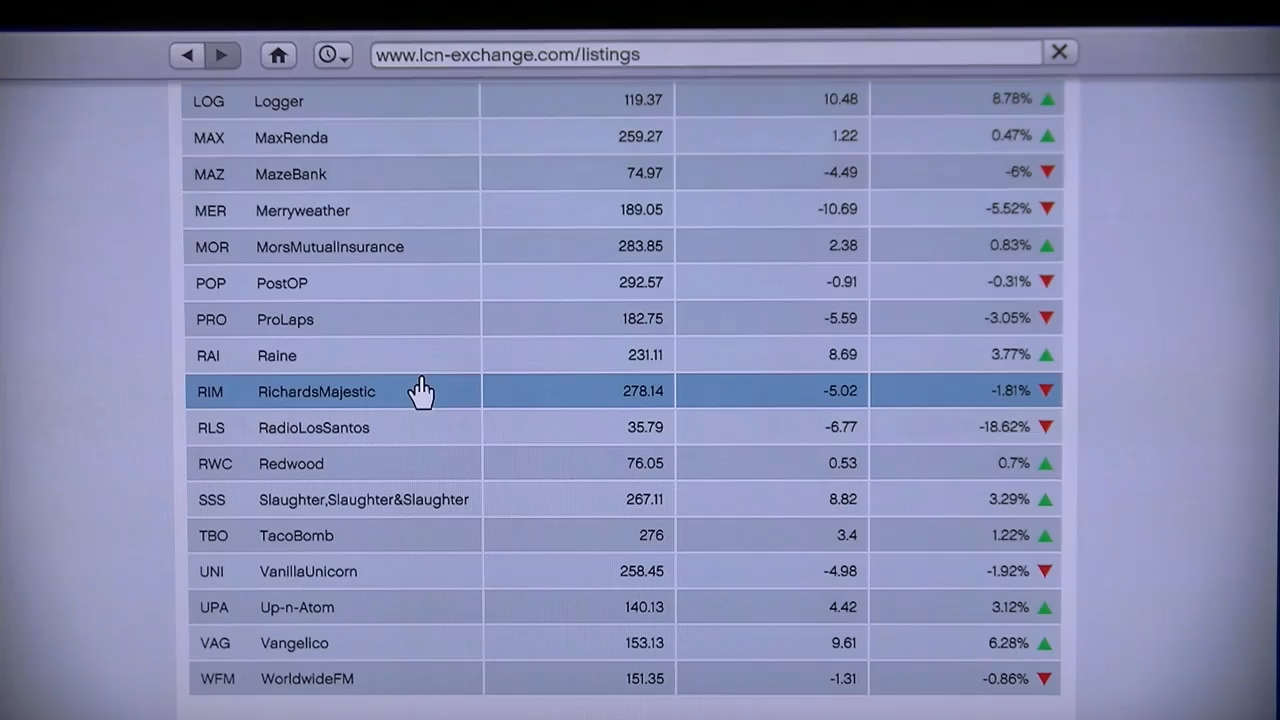 www.lcn-exchange.com/listings
LOG Logger 119.37 10.48 8.78%
MAX MaxRenda 259.27 1.22 0.47%
MAZ MazeBank 74.97 -4.49 -6%
MER Merryweather 189.05 -10.69 -5.52%
MOR MorsMutualInsurance 283.85 2.38 0.83%
POP PostOP 292.57 -0.91 -0.31%
PRO ProLaps 182.75 -5.59 -3.05%
RAI Raine 231.11 8.69 3.77%
RIM RichardsMajestic 278.14 -5.02 -1.81%
RLS RadioLosSantos 35.79 -6.77 -18.62%
RWC Redwood 76.05 0.53 0.7%
SSS Slaughter,Slaughter&Slaughter 267.11 8.82 3.29%
TBO TacoBomb 276 3.4 1.22%
UNI VanillaUnicorn 258.45 -4.98 -1.92%
UPA Up-n-Atom 140.13 4.42 3.12%
VAG Vangelico 153.13 9.61 6.28%
WFM WorldwideFM 151.35 -1.31 -0.86%